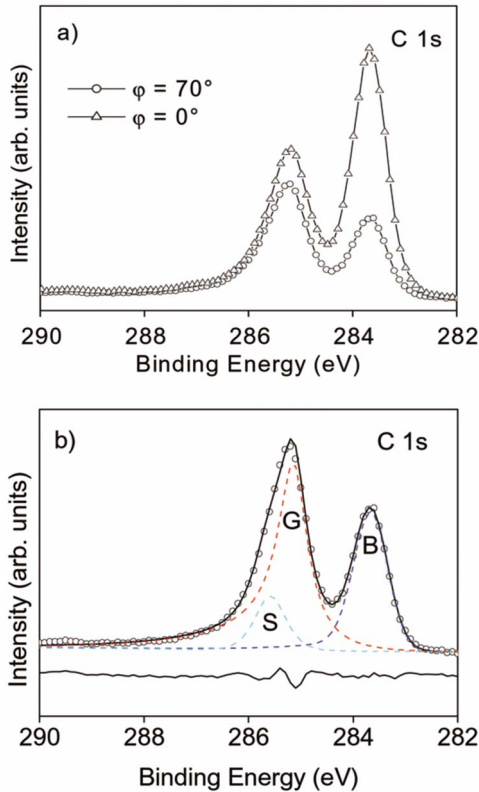 a)
C 1s
φ = 70°
φ = 0°
Intensity (arb. units)
290 288 286 284 282
Binding Energy (eV)
b)
C 1s
G
B
S
Intensity (arb. units)
290 288 286 284 282
Binding Energy (eV)